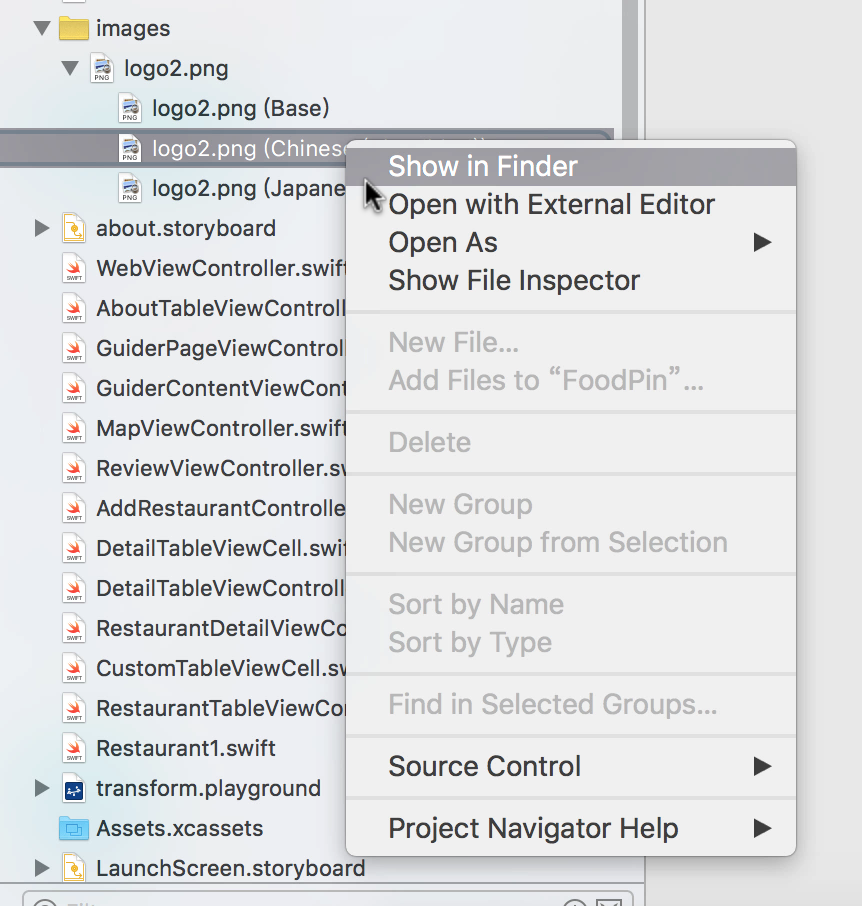 images
logo2.png
logo2.png (Base)
logo2.png (Chinese
logo2.png (Japane
about.storyboard
WebViewController.swift
AboutTableViewControll
GuiderPageViewControl
GuiderContentViewCont
MapViewController.swift
ReviewViewController.sw
AddRestaurantControlle
DetailTableViewCell.swif
DetailTableViewControll
RestaurantDetailViewCo
CustomTableViewCell.sw
RestaurantTableViewCon
Restaurant1.swift
transform.playground
Assets.xcassets
LaunchScreen.storyboard
Show in Finder
Open with External Editor
Open As
Show File Inspector
New File...
Add Files to “FoodPin”...
Delete
New Group
New Group from Selection
Sort by Name
Sort by Type
Find in Selected Groups...
Source Control
Project Navigator Help